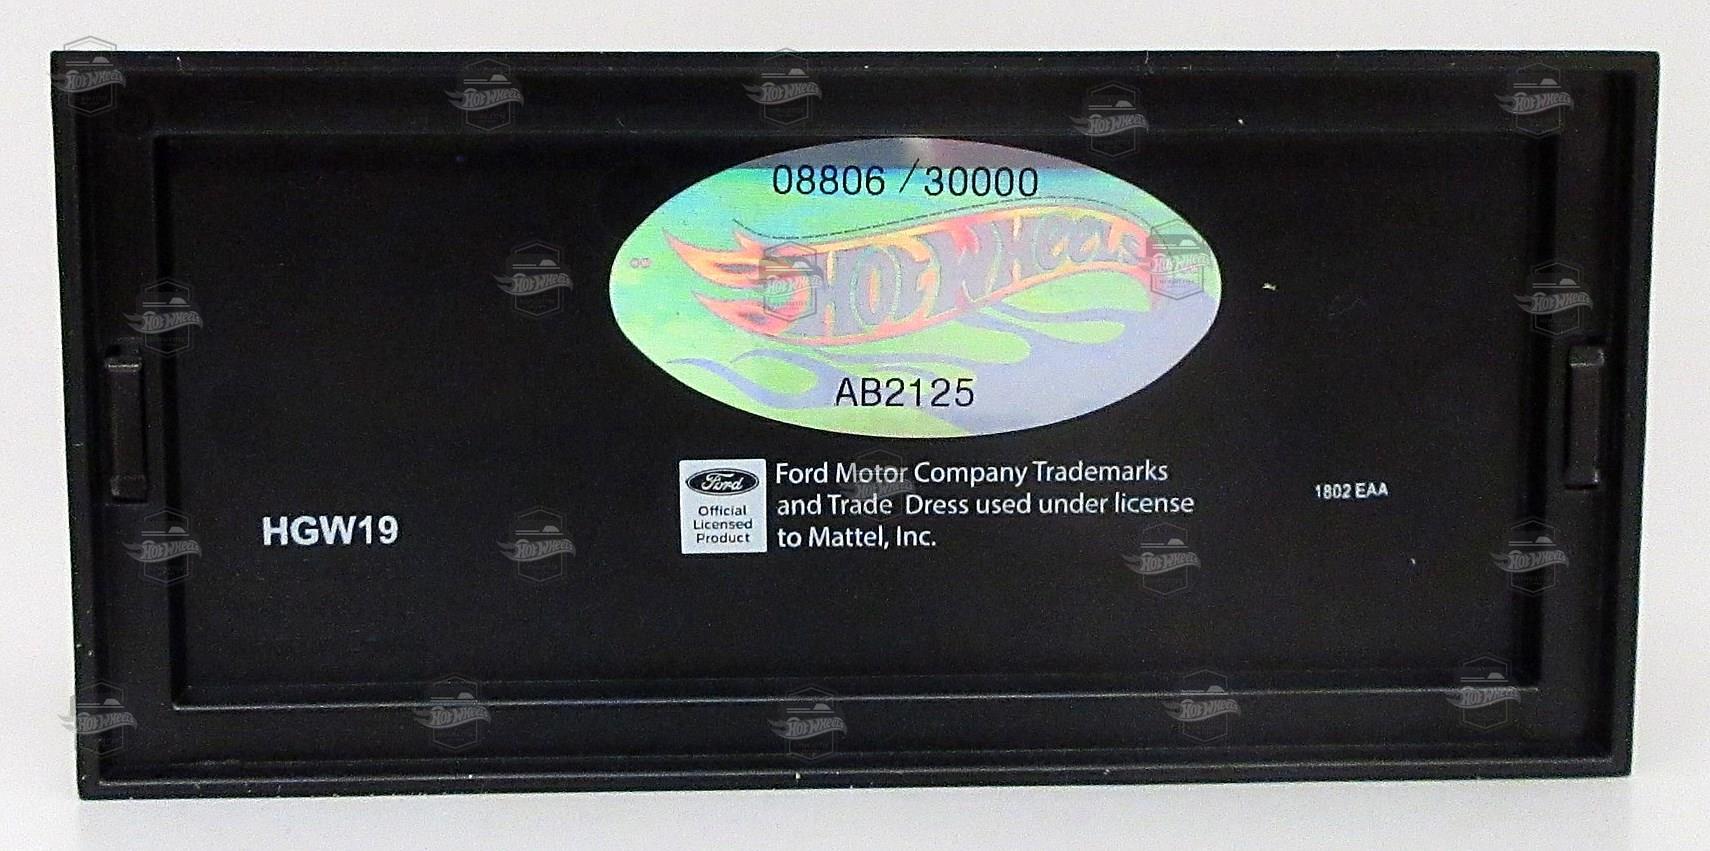 08806 / 30000
HOT WHEELS
AB2125
Ford
Official
Licensed
Product
Ford Motor Company Trademarks
and Trade Dress used under license
to Mattel, Inc.
1802 EAA
HGW19